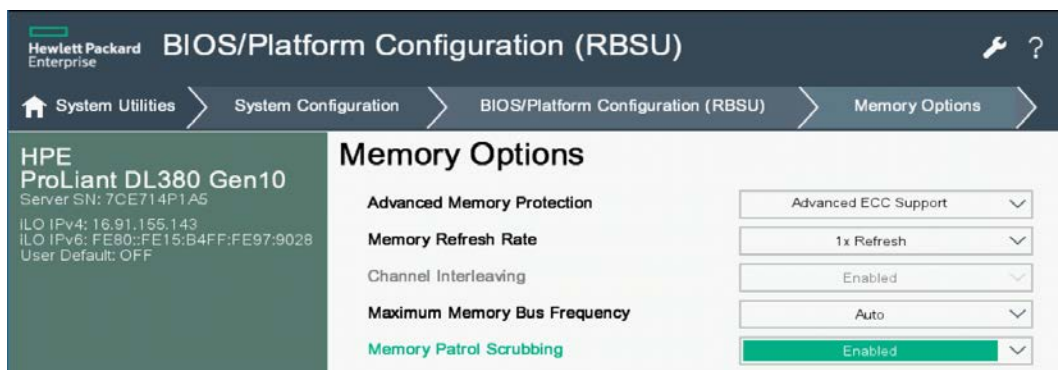 Hewlett Packard
Enterprise
BIOS/Platform Configuration (RBSU)
?
System Utilities
System Configuration
BIOS/Platform Configuration (RBSU)
Memory Options
HPE
ProLiant DL380 Gen10
Server SN: 7CE714P1A5
iLO IPv4: 16.91.155.143
iLO IPv6: FE80::FE15:B4FF:FE97:9028
User Default: OFF
Memory Options
Advanced Memory Protection Advanced ECC Support
Memory Refresh Rate 1x Refresh
Channel Interleaving Enabled
Maximum Memory Bus Frequency Auto
Memory Patrol Scrubbing Enabled